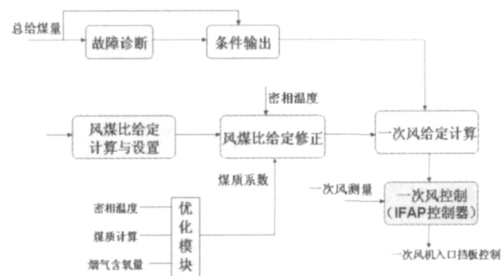 总给煤量
故障诊断
条件输出
密相温度
风煤比给定
计算与设置
风煤比给定修正
一次风给定计算
煤质系数
一次风测量
一次风控制
(IFAP控制器)
密相温度
煤质计算
烟气含氧量
优
化
模
块
一次风机入口挡板控制